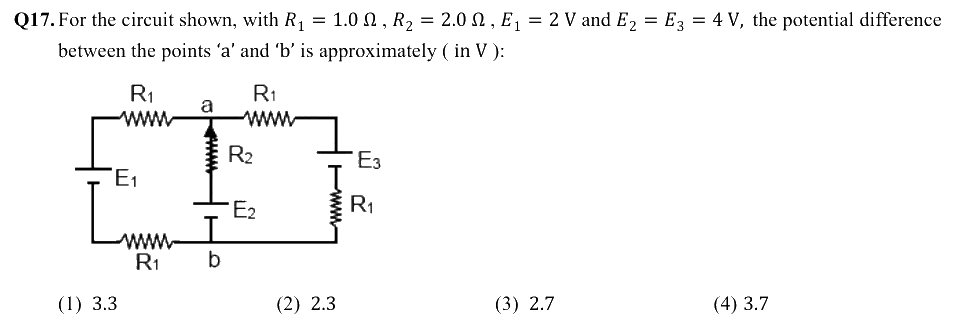 Q17. For the circuit shown, with R₁ = 1.0 Ω , R₂ = 2.0 Ω , E₁ = 2 V and E₂ = E₃ = 4 V, the potential difference
between the points ‘a’ and ‘b’ is approximately ( in V ):
R₁
a
R₁
R₂
E₃
E₁
E₂
R₁
R₁
b
(1) 3.3 (2) 2.3 (3) 2.7 (4) 3.7